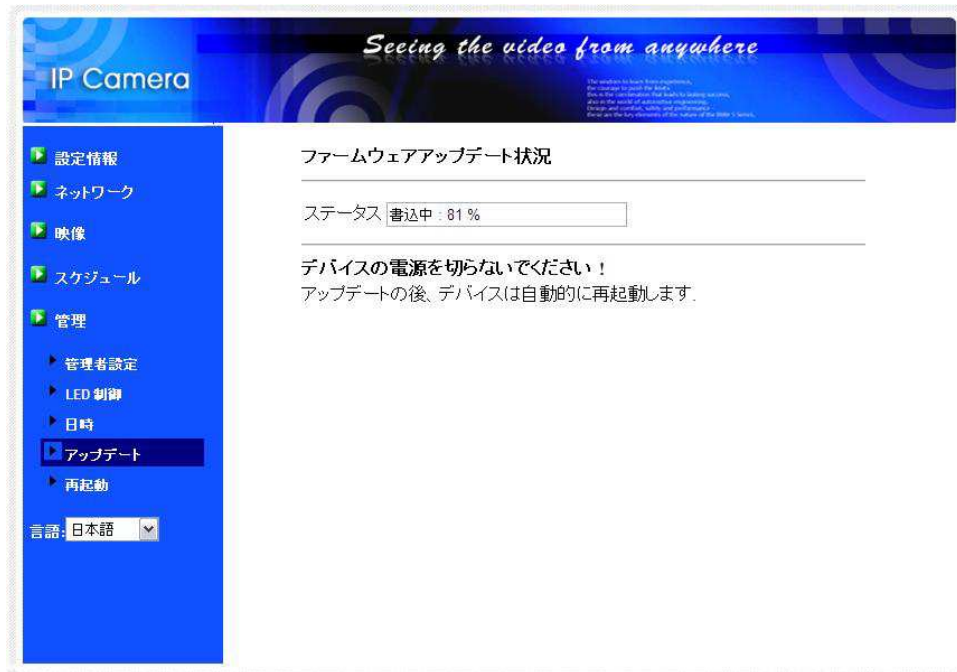 Seeing the video from anywhere
IP Camera
設定情報
ネットワーク
映像
スケジュール
管理
管理者設定
LED 制御
日時
アップデート
再起動
言語: 日本語
ファームウェアアップデート状況
ステータス 書込中 : 81 %
デバイスの電源を切らないでください！
アップデートの後、デバイスは自動的に再起動します.